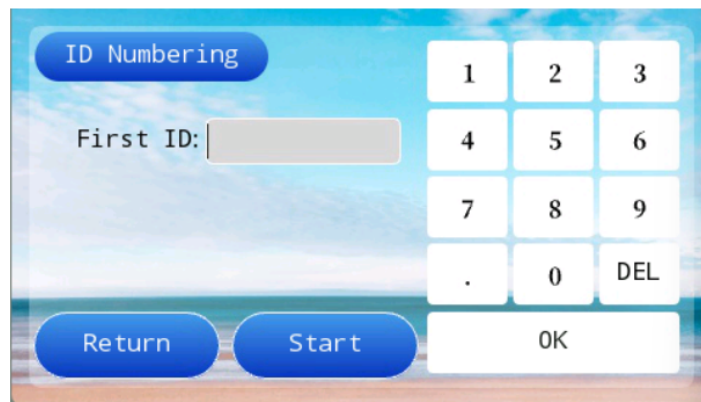 ID Numbering
First ID:
1 2 3
4 5 6
7 8 9
. 0 DEL
Return Start OK